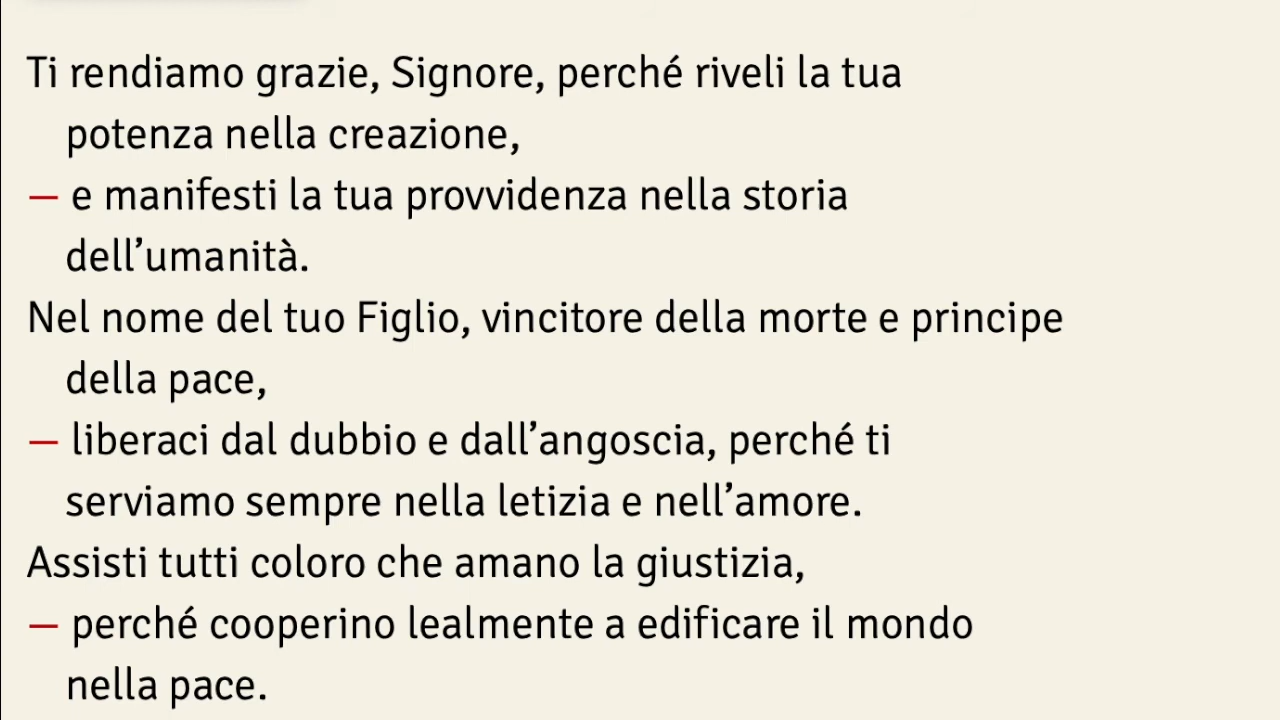 Ti rendiamo grazie, Signore, perché riveli la tua
potenza nella creazione,
— e manifesti la tua provvidenza nella storia
dell’umanità.
Nel nome del tuo Figlio, vincitore della morte e principe
della pace,
— liberaci dal dubbio e dall’angoscia, perché ti
serviamo sempre nella letizia e nell’amore.
Assisti tutti coloro che amano la giustizia,
— perché cooperino lealmente a edificare il mondo
nella pace.